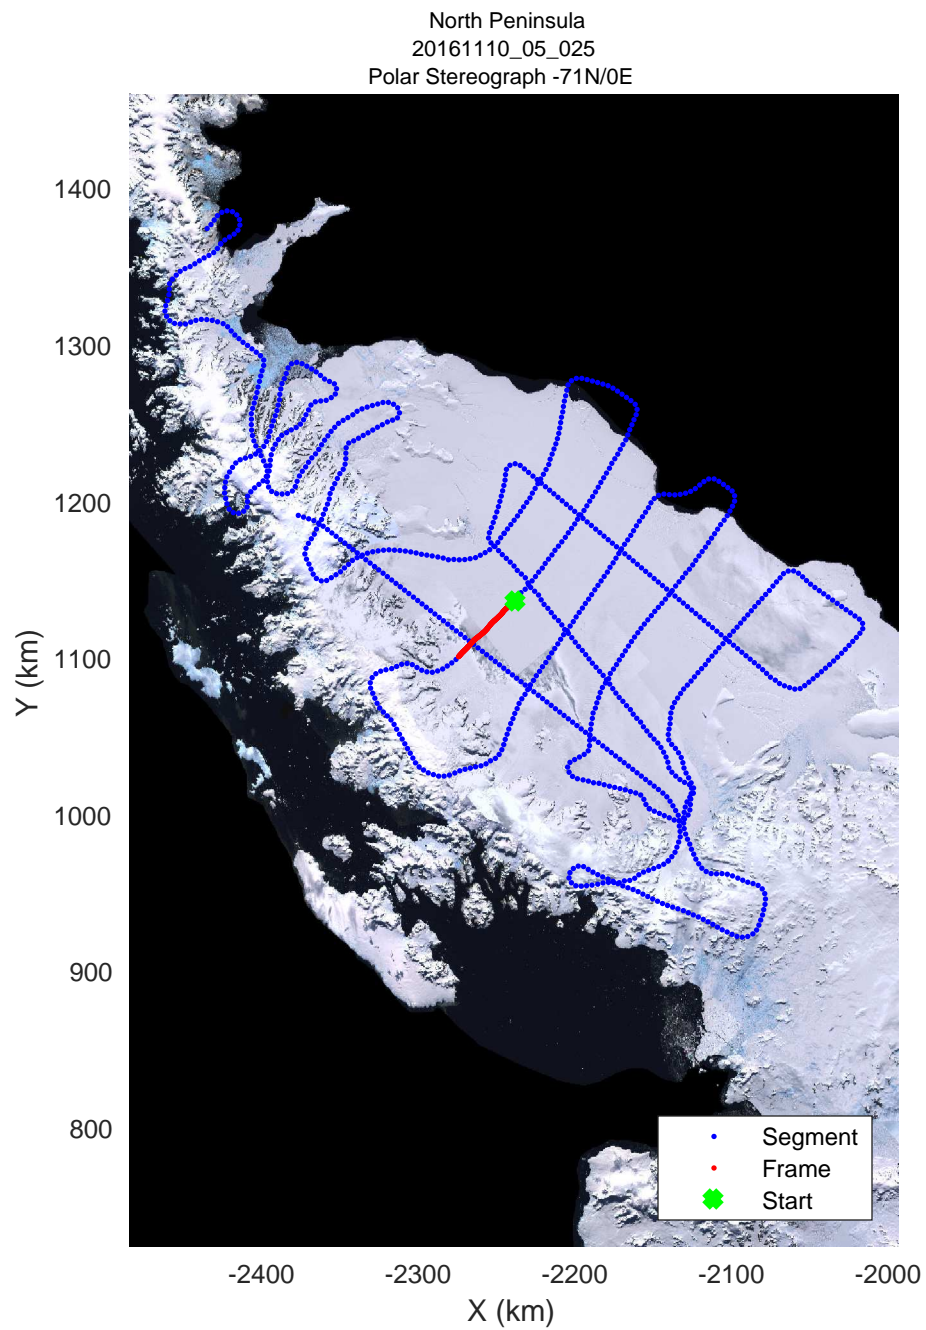 North Peninsula
20161110_05_025
Polar Stereograph -71N/0E
1400
1300
1200
1100
1000
900
800
Y (km)
Segment
Frame
Start
-2400 -2300 -2200 -2100 -2000
X (km)